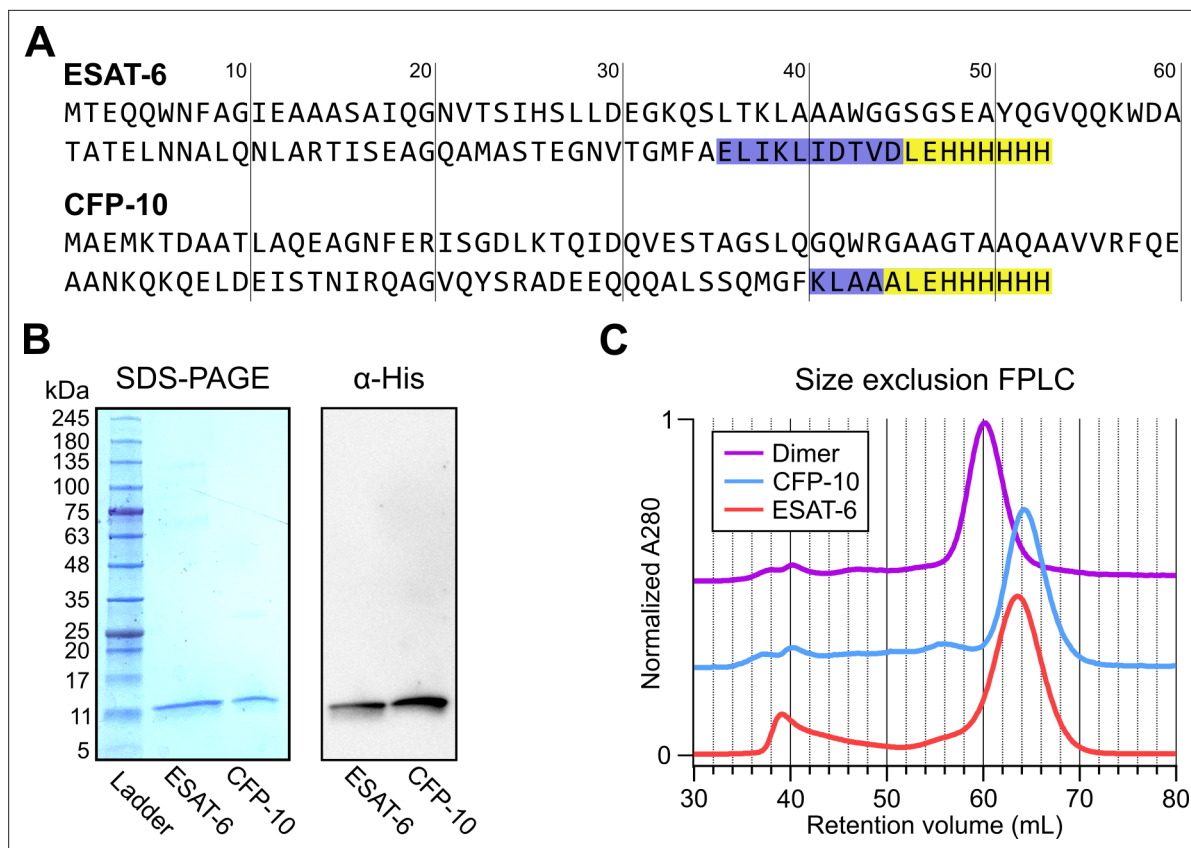 A
ESAT-6
10 20 30 40 50 60
MTEQQWNFAGIEAAASAIQGNVTSIHSLLDEGKQSLTKLAAAWGGSGSEAYQGVQQKWDA
TATELNNALQNLARTISEAGQAMASTEGNVTGMFAELIKLIDTVDLEHHHHHH
CFP-10
MAEMKTDAATLAQEAGNFERISGDLKTQIDQVESTAGSLQGQWRGAAGTAAQAAVVRFQE
AANKQKQELDEISTNIRQAGVQYSRADEEQQQALSSQMGFKLAAALEHHHHHH
B
SDS-PAGE
α-His
kDa
245
180
135
100
75
63
48
35
25
20
17
11
5
Ladder
ESAT-6
CFP-10
ESAT-6
CFP-10
C
Size exclusion FPLC
Normalized A280
1
0
Dimer
CFP-10
ESAT-6
30 40 50 60 70 80
Retention volume (mL)